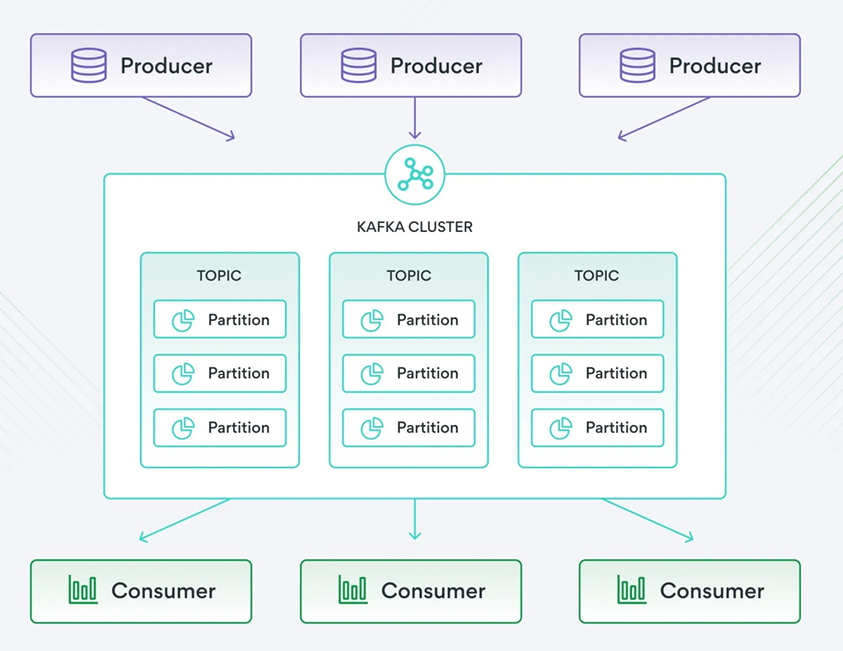 Producer
Producer
Producer
KAFKA CLUSTER
TOPIC
TOPIC
TOPIC
Partition
Partition
Partition
Partition
Partition
Partition
Partition
Partition
Partition
Consumer
Consumer
Consumer